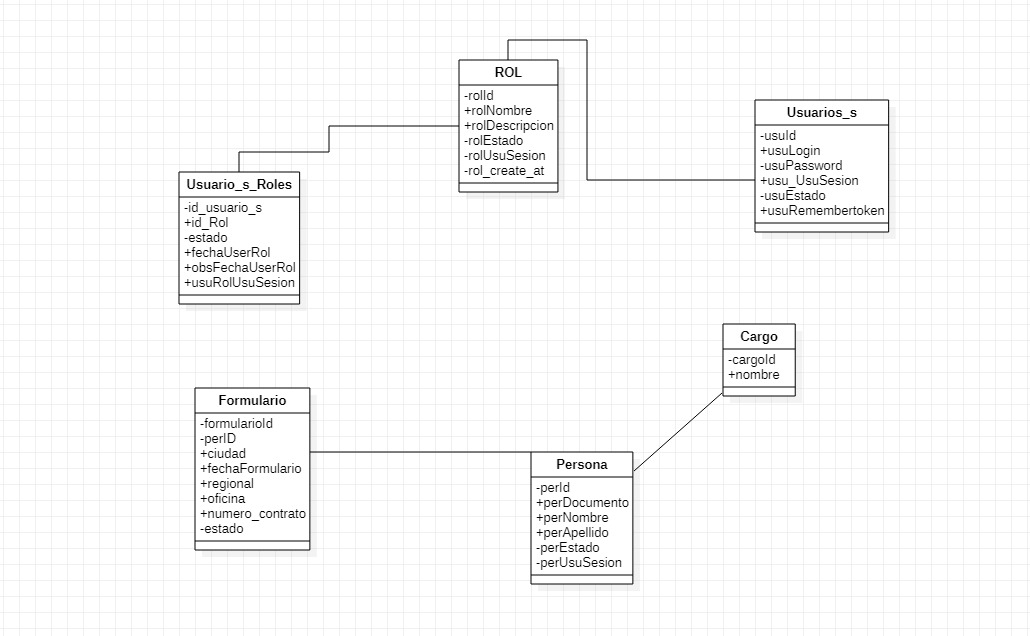 ROL
-rolId
+rolNombre
+rolDescripcion
-rolEstado
-rolUsuSesion
-rol_create_at
Usuarios_s
-usuId
+usuLogin
-usuPassword
+usu_UsuSesion
-usuEstado
+usuRemembertoken
Usuario_s_Roles
-id_usuario_s
+id_Rol
-estado
+fechaUserRol
+obsFechaUserRol
+usuRolUsuSesion
Cargo
-cargoId
+nombre
Formulario
-formularioId
-perID
+ciudad
+fechaFormulario
+regional
+oficina
+numero_contrato
-estado
Persona
-perId
+perDocumento
+perNombre
+perApellido
-perEstado
-perUsuSesion